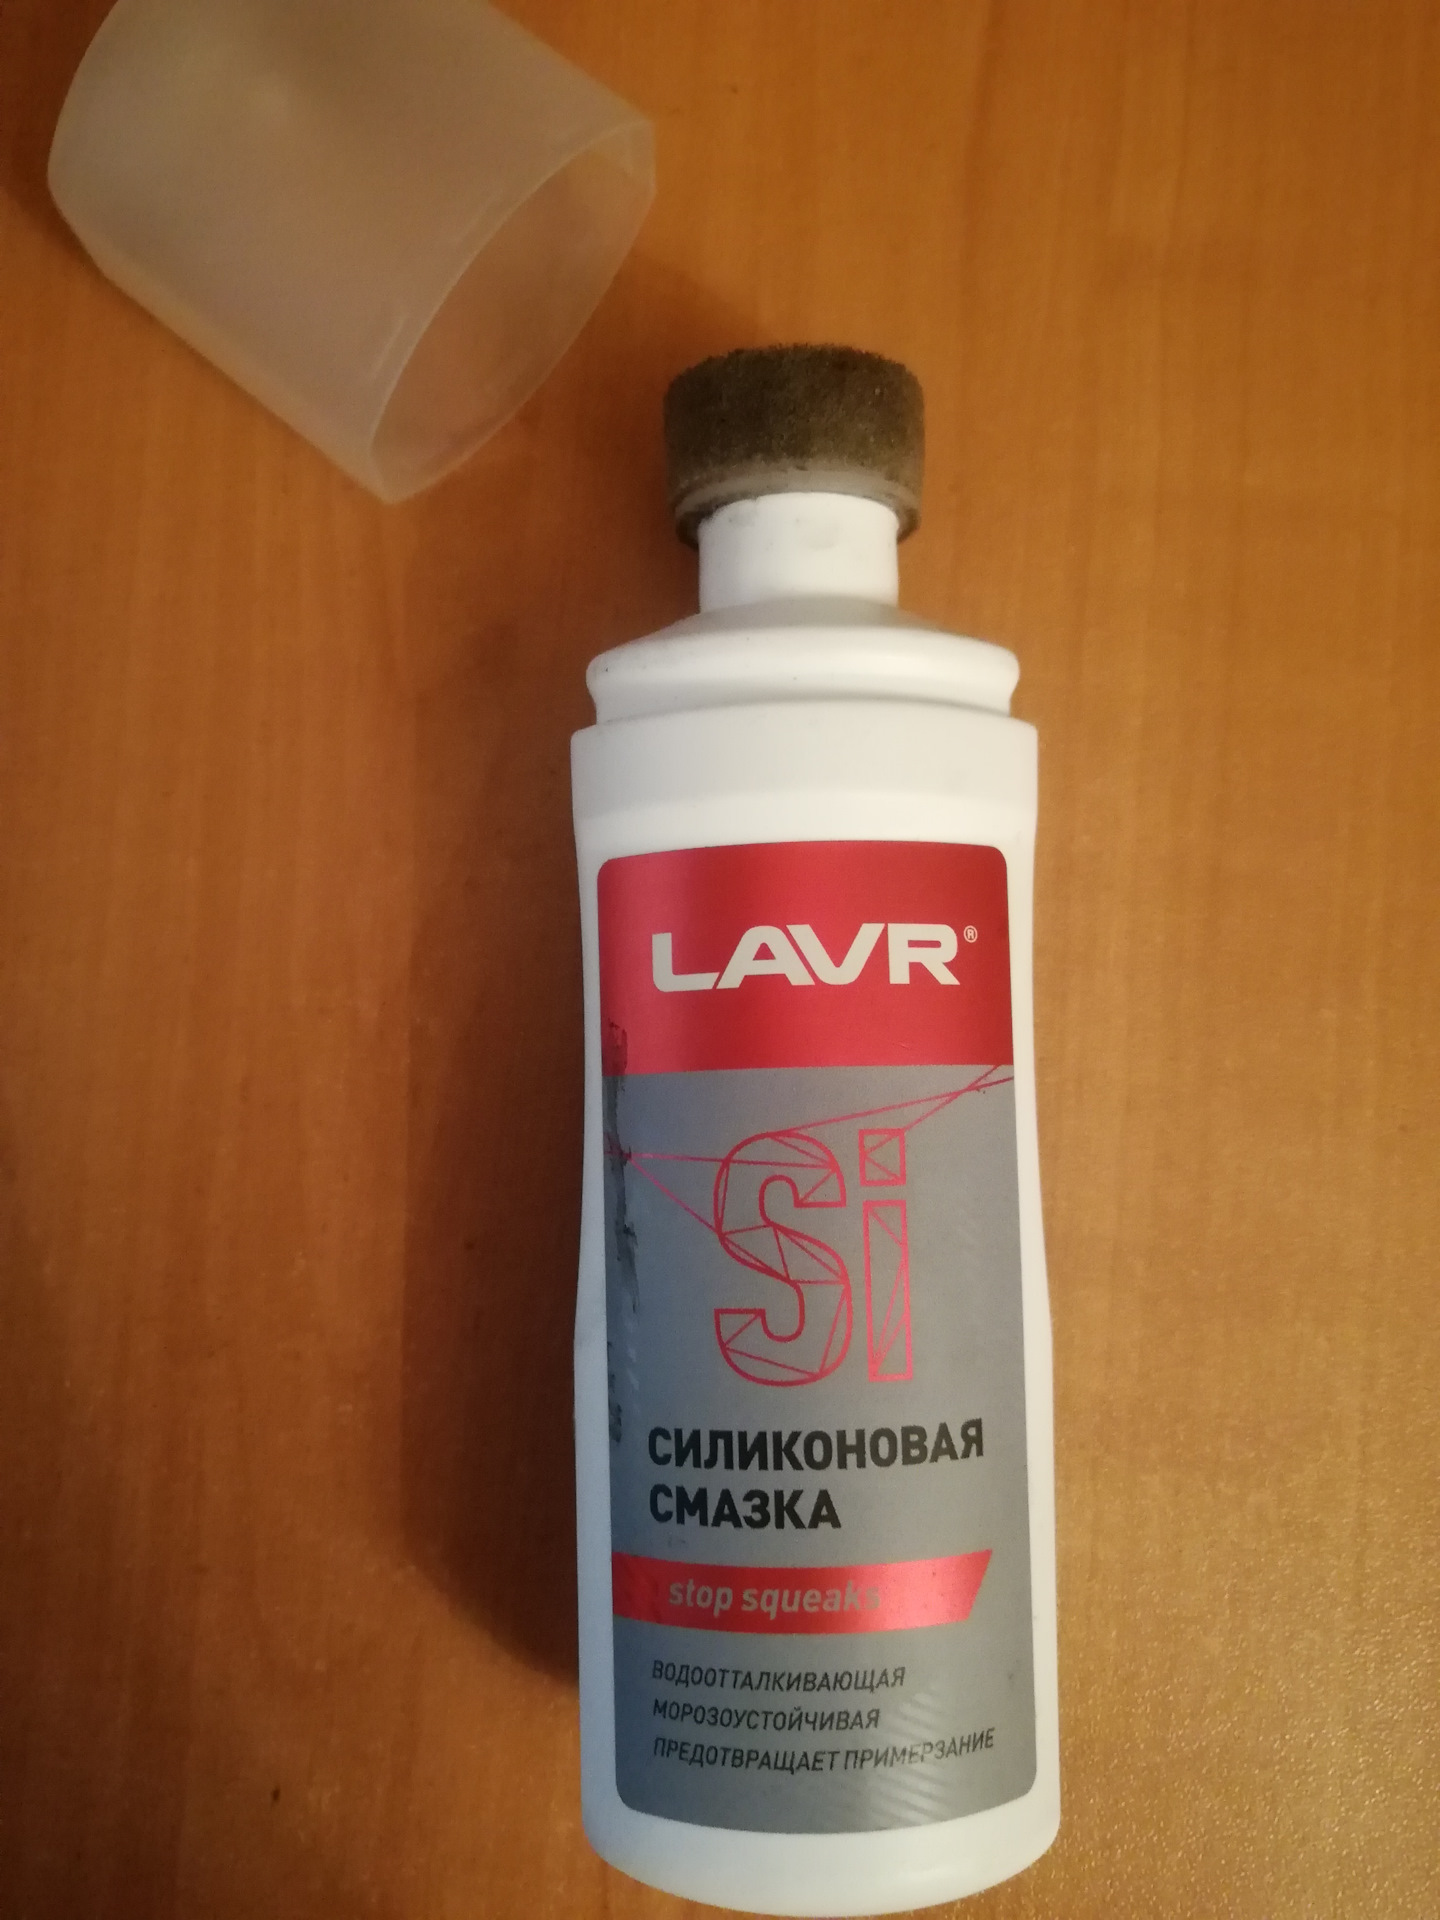 LAVR®
Si
СИЛИКОНОВАЯ
СМАЗКА
stop squeaks
ВОДООТТАЛКИВАЮЩАЯ
МОРОЗОУСТОЙЧИВАЯ
ПРЕДОТВРАЩАЕТ ПРИМЕРЗАНИЕ